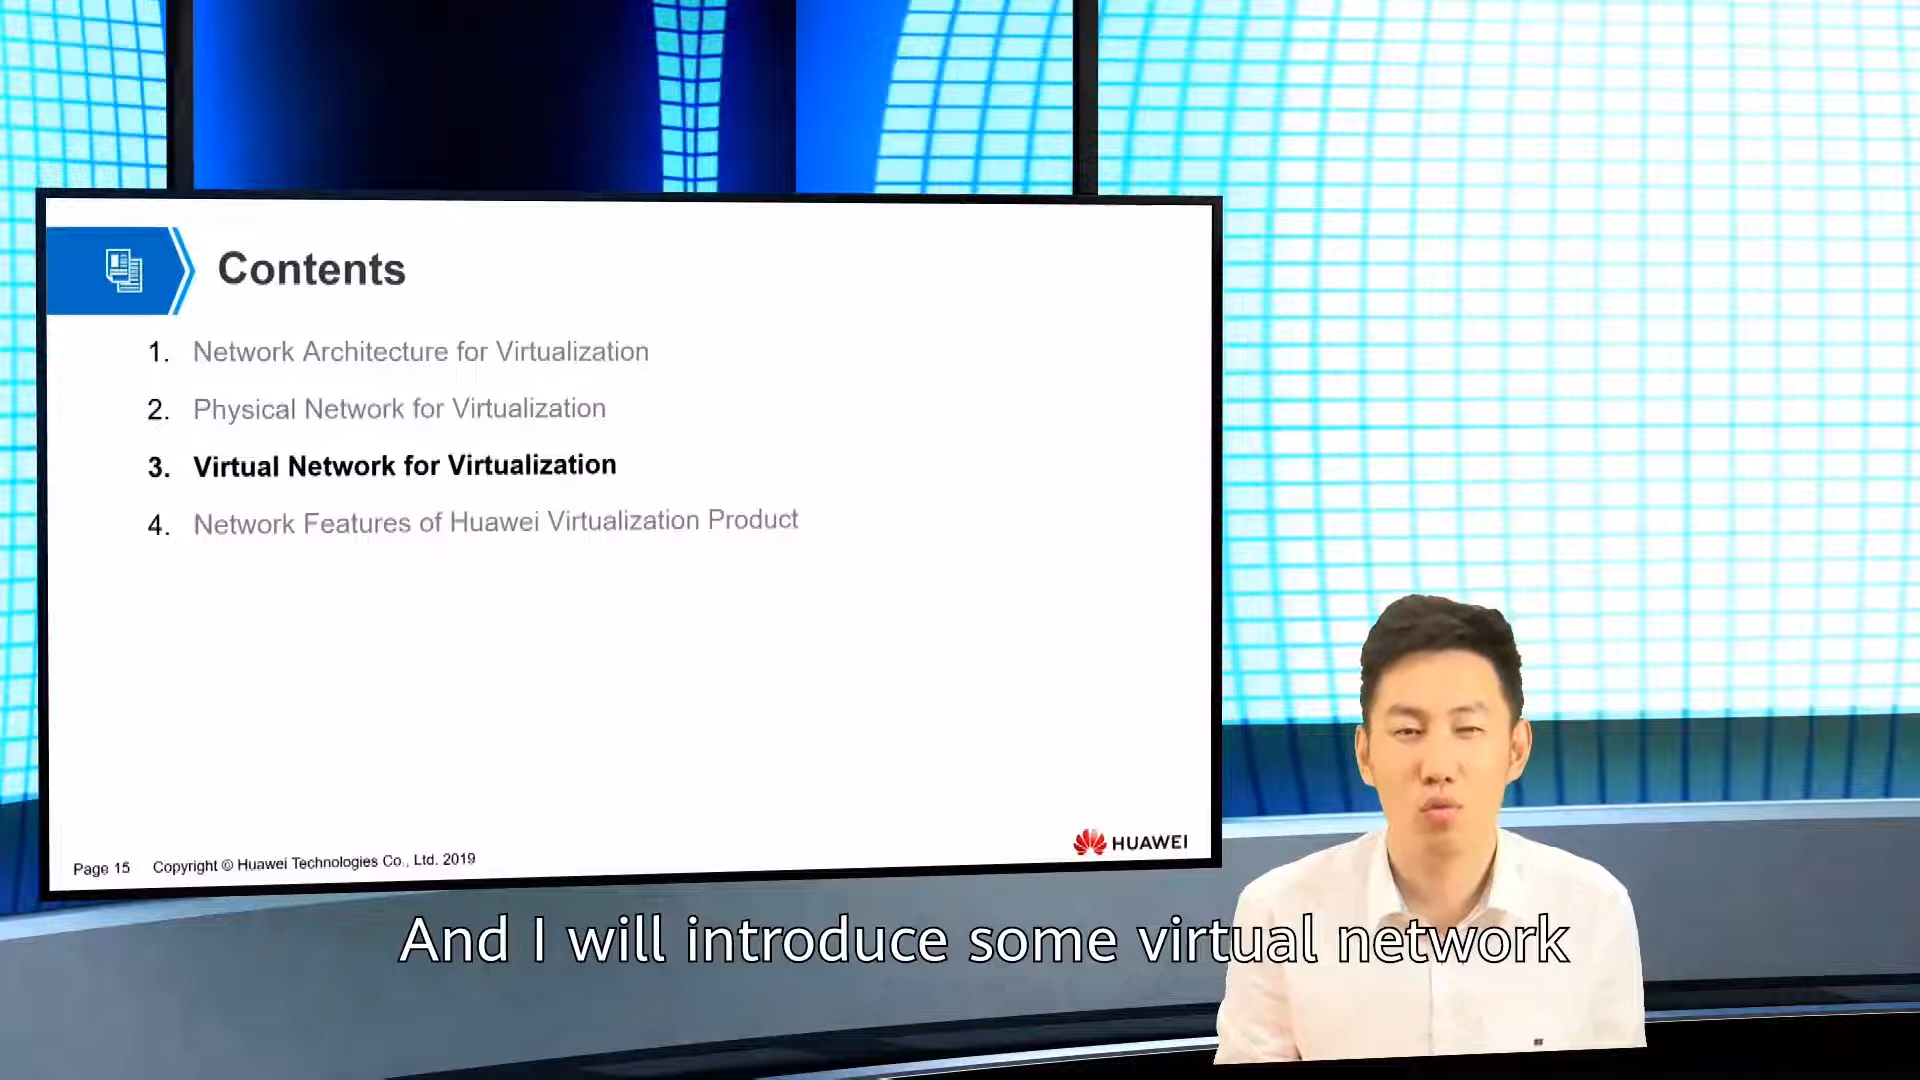 Contents
1. Network Architecture for Virtualization
2. Physical Network for Virtualization
3. Virtual Network for Virtualization
4. Network Features of Huawei Virtualization Product
HUAWEI
Page 15 Copyright © Huawei Technologies Co., Ltd. 2019
And I will introduce some virtual network